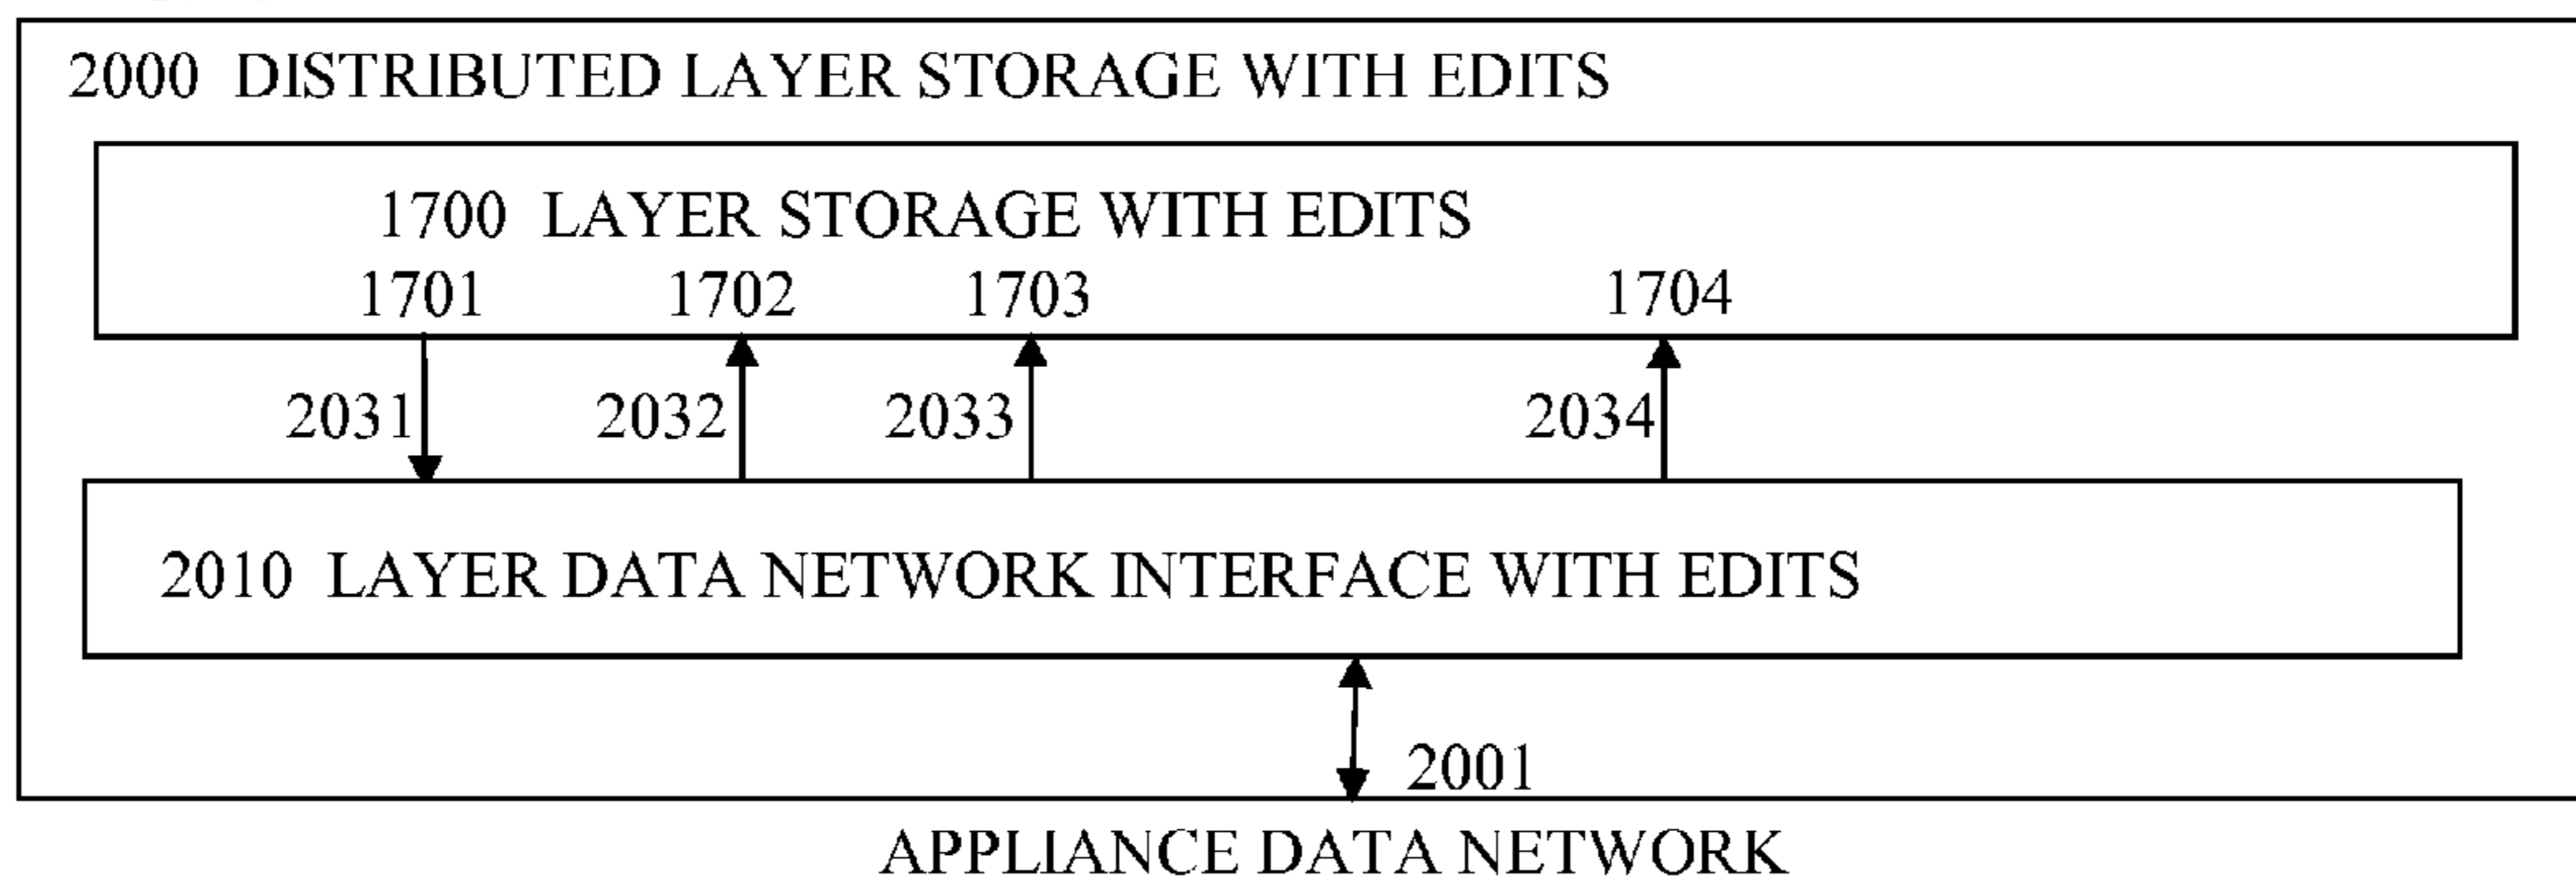 2000 DISTRIBUTED LAYER STORAGE WITH EDITS
1700 LAYER STORAGE WITH EDITS
1701 1702 1703 1704
2031 2032 2033 2034
2010 LAYER DATA NETWORK INTERFACE WITH EDITS
2001
APPLIANCE DATA NETWORK